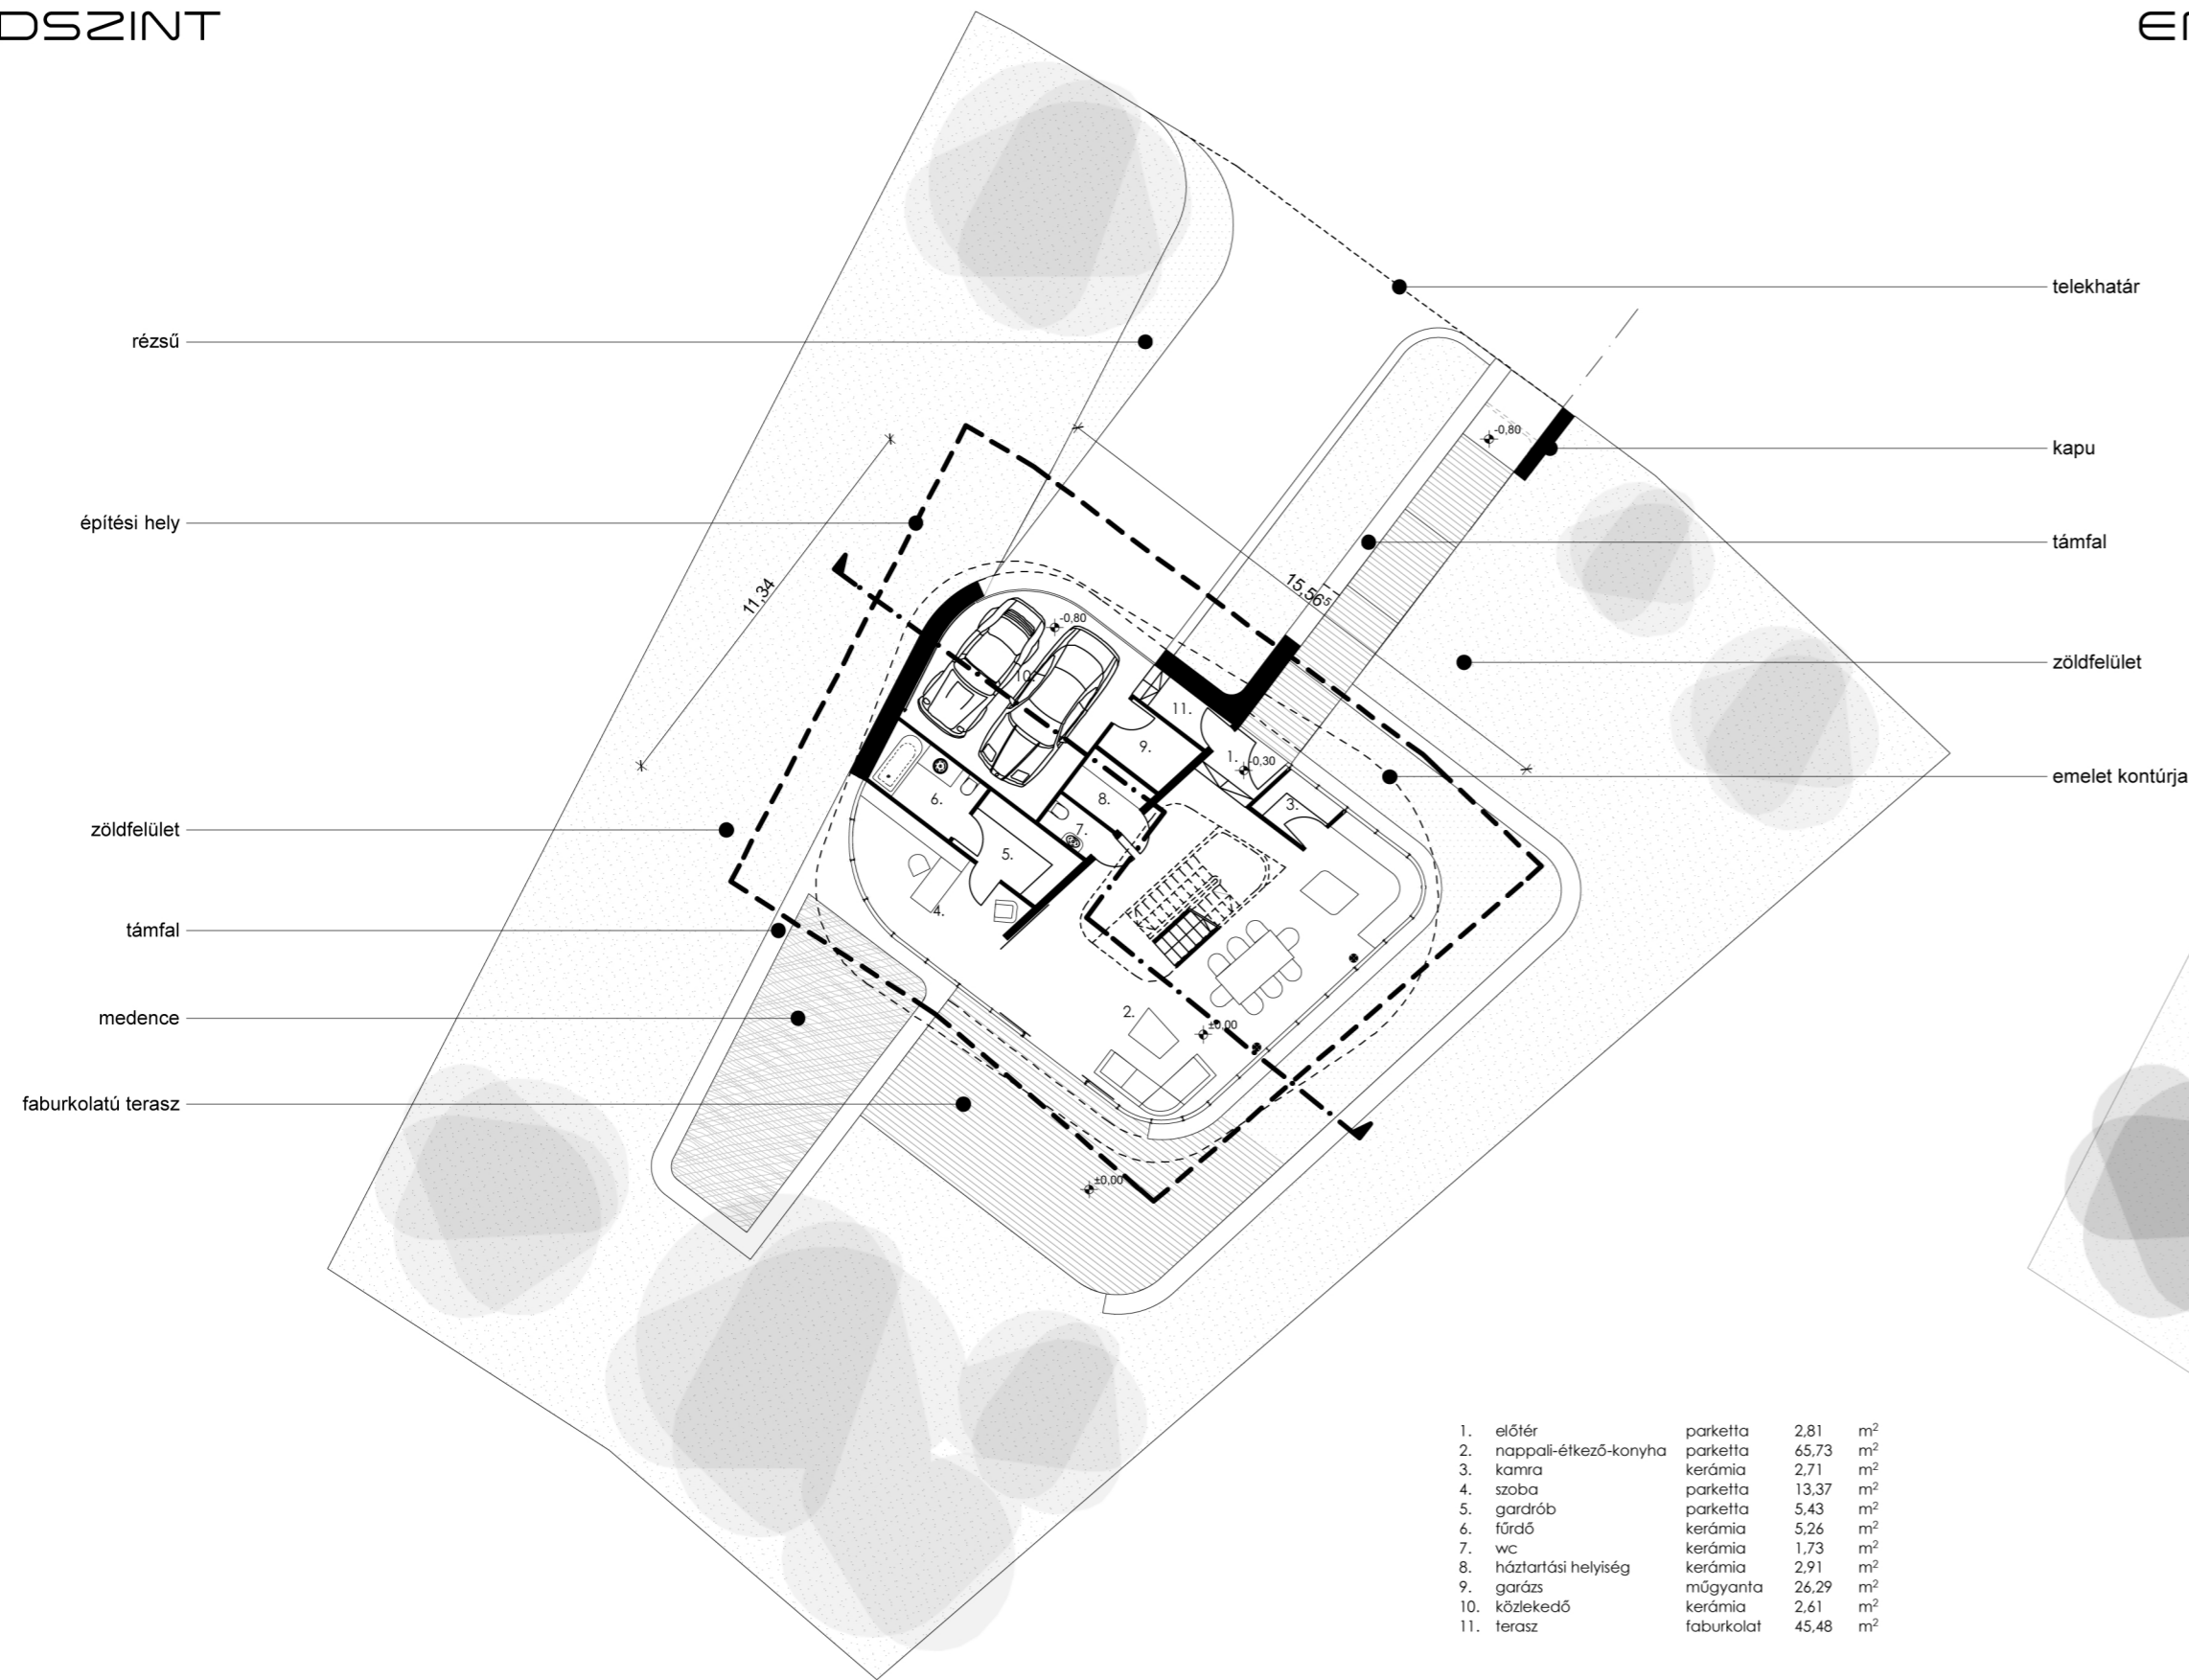 DSZINT
telekhatár
rézsű
-0,80
kapu
építési hely
támfal
11,34
15,56⁵
-0,80
zöldfelület
10.
11.
9.
1.
-0,30
emelet kontúrja
6.
8.
3.
zöldfelület
7.
5.
4.
támfal
2.
medence
±0,00
faburkolatú terasz
±0,00
1. előtér parketta 2,81 m²
2. nappali-étkező-konyha parketta 65,73 m²
3. kamra kerámia 2,71 m²
4. szoba parketta 13,37 m²
5. gardrób parketta 5,43 m²
6. fűrdő kerámia 5,26 m²
7. wc kerámia 1,73 m²
8. háztartási helyiség kerámia 2,91 m²
9. garázs műgyanta 26,29 m²
10. közlekedő kerámia 2,61 m²
11. terasz faburkolat 45,48 m²